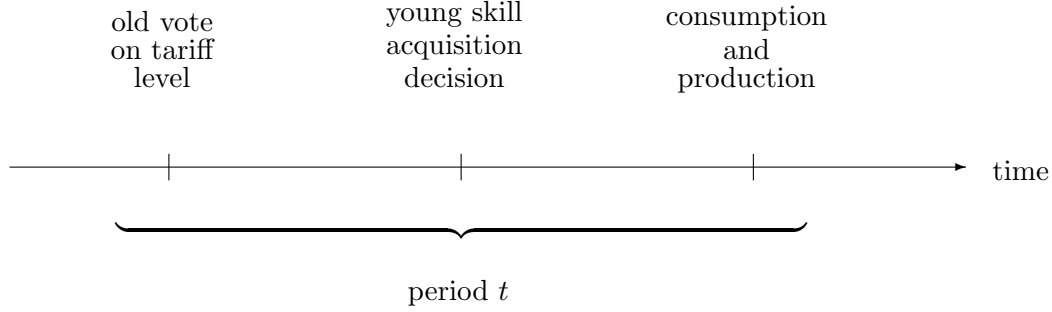 old vote
on tariff
level
young skill
acquisition
decision
consumption
and
production
time
period t